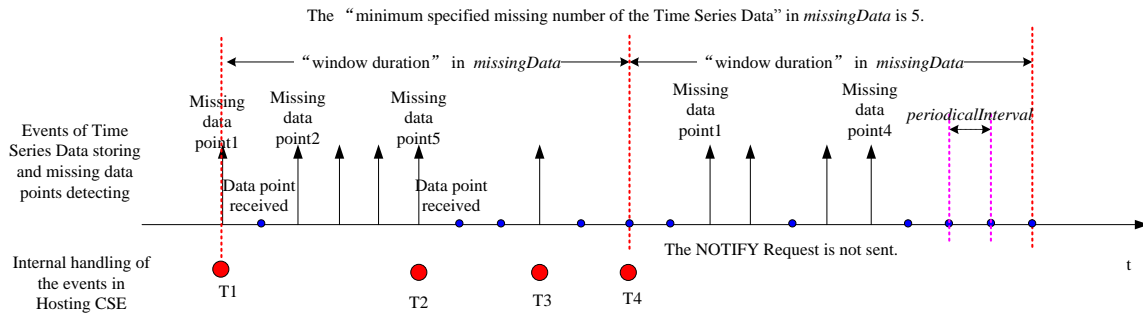 The “minimum specified missing number of the Time Series Data” in missingData is 5.
“window duration” in missingData
“window duration” in missingData
Missing
data
point1
Missing
data
point2
Missing
data
point5
Missing
data
point1
Missing
data
point4
periodicalInterval
Events of Time
Series Data storing
and missing data
points detecting
Data point
received
Data point
received
The NOTIFY Request is not sent.
t
Internal handling of
the events in
Hosting CSE
T1
T2
T3
T4